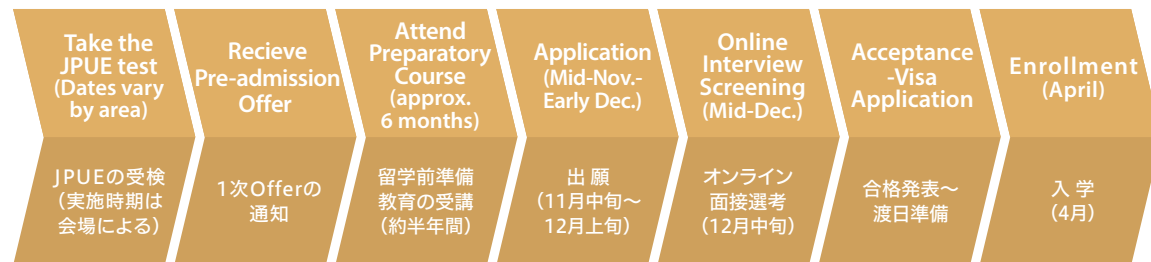 Take the
JPUE test
(Dates vary
by area)
Recieve
Pre-admission
Offer
Attend
Preparatory
Course
(approx.
6 months)
Application
(Mid-Nov.-
Early Dec.)
Online
Interview
Screening
(Mid-Dec.)
Acceptance
-Visa
Application
Enrollment
(April)
JPUEの受検
(実施時期は
会場による)
1次Offerの
通知
留学前準備
教育の受講
(約半年間)
出 願
(11月中旬〜
12月上旬)
オンライン
面接選考
(12月中旬)
合格発表〜
渡日準備
入 学
(4月)